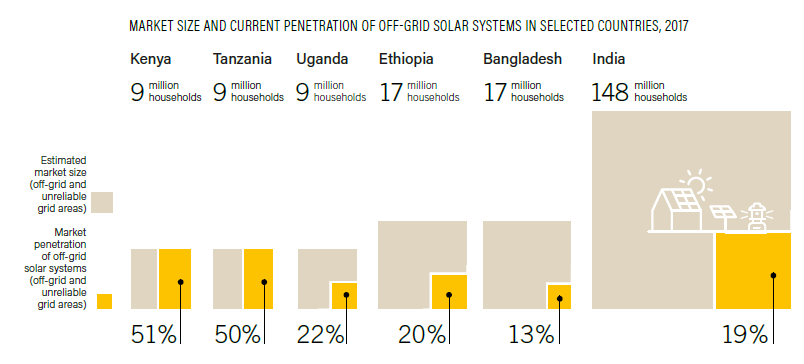 MARKET SIZE AND CURRENT PENETRATION OF OFF-GRID SOLAR SYSTEMS IN SELECTED COUNTRIES, 2017
Kenya
9 million
households
Tanzania
9 million
households
Uganda
9 million
households
Ethiopia
17 million
households
Bangladesh
17 million
households
India
148 million
households
Estimated
market size
(off-grid and
unreliable
grid areas)
Market
penetration
of off-grid
solar systems
(off-grid and
unreliable
grid areas)
51%
50%
22%
20%
13%
19%